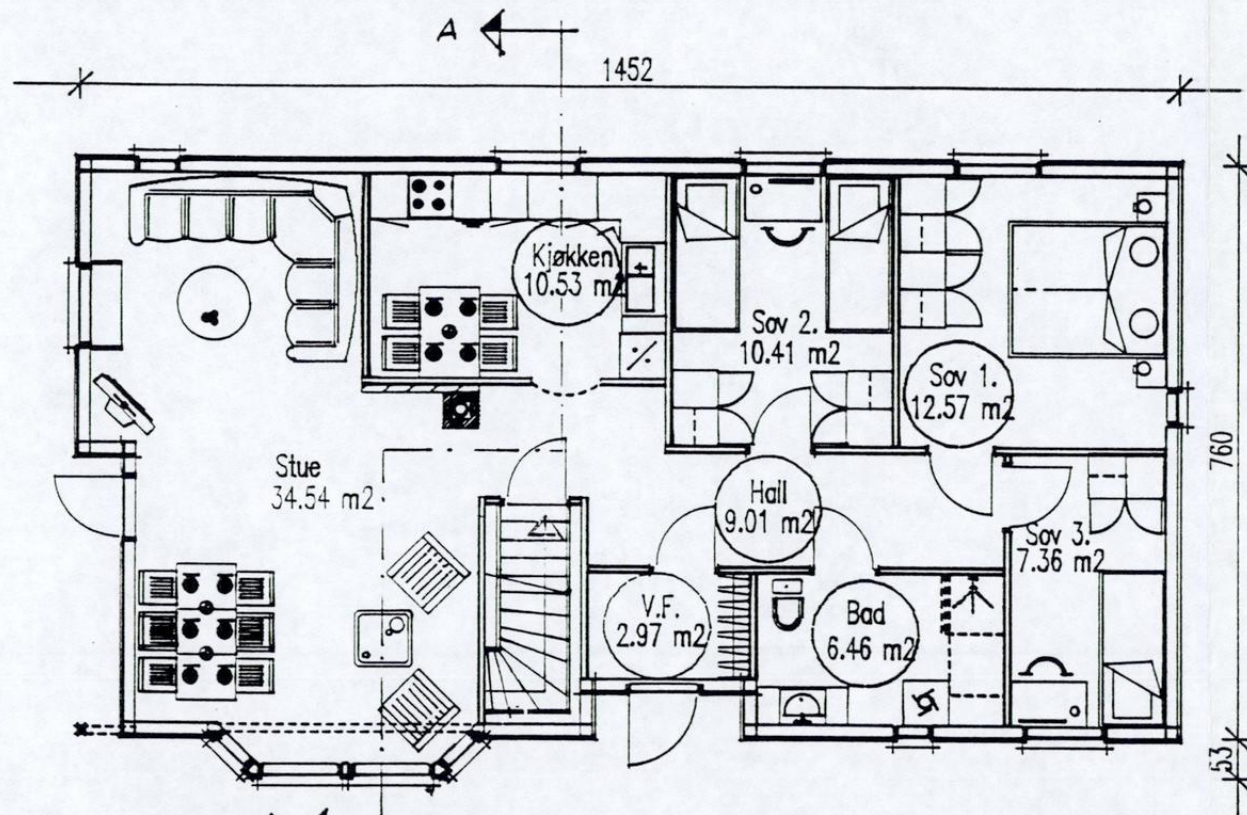 A
1452
Kjøkken
10.53 m2
Sov 2.
10.41 m2
Sov 1.
12.57 m2
760
Stue
34.54 m2
Hall
9.01 m2
Sov 3.
7.36 m2
V.F.
2.97 m2
Bad
6.46 m2
53